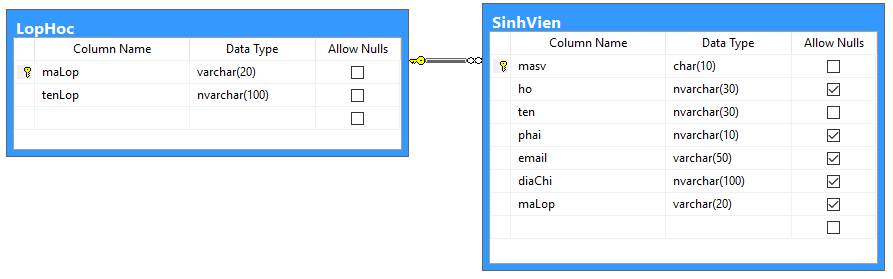 LopHoc
Column Name Data Type Allow Nulls
maLop varchar(20)
tenLop nvarchar(100)
SinhVien
Column Name Data Type Allow Nulls
masv char(10)
ho nvarchar(30)
ten nvarchar(30)
phai nvarchar(10)
email varchar(50)
diaChi nvarchar(100)
maLop varchar(20)